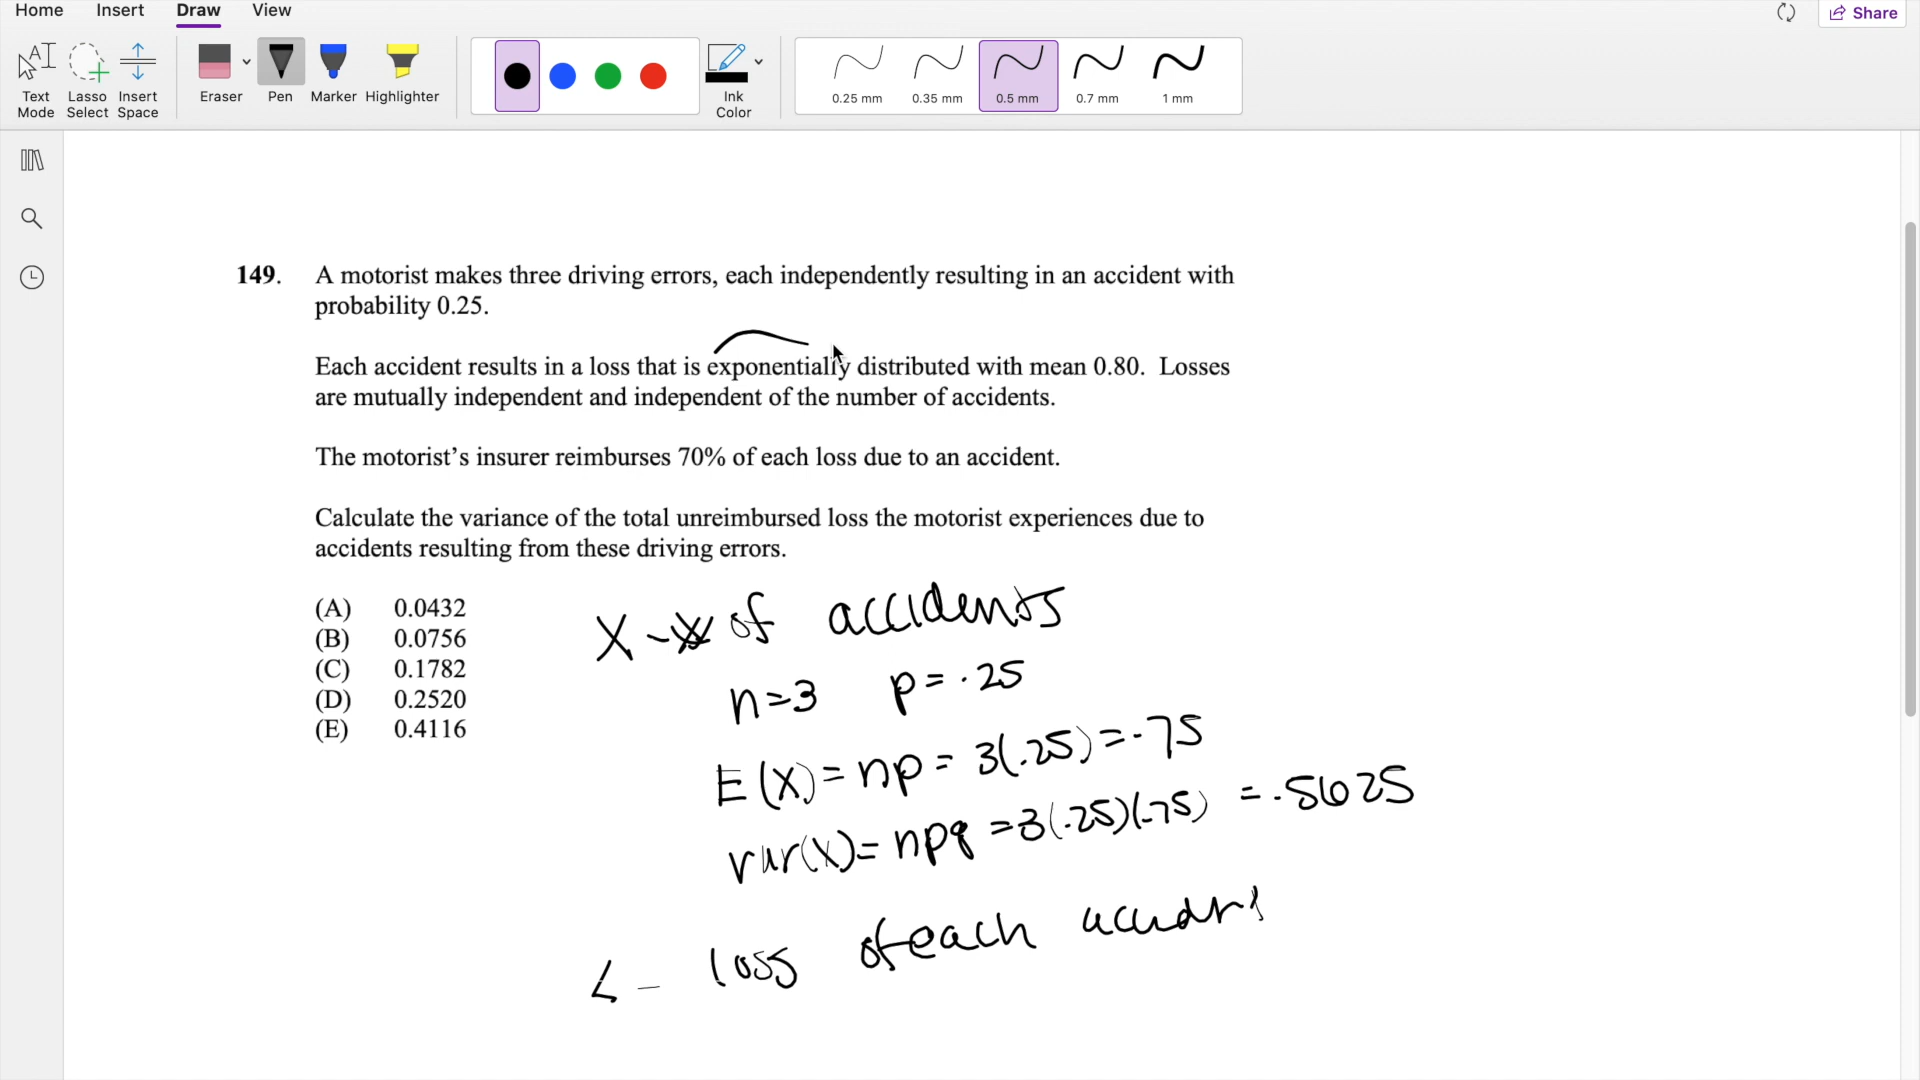 Home Insert Draw View
Share
Text Mode
Lasso Select
Insert Space
Eraser
Pen
Marker
Highlighter
Ink Color
0.25 mm
0.35 mm
0.5 mm
0.7 mm
1 mm
149. A motorist makes three driving errors, each independently resulting in an accident with
probability 0.25.
Each accident results in a loss that is exponentially distributed with mean 0.80. Losses
are mutually independent and independent of the number of accidents.
The motorist’s insurer reimburses 70% of each loss due to an accident.
Calculate the variance of the total unreimbursed loss the motorist experiences due to
accidents resulting from these driving errors.
(A) 0.0432
(B) 0.0756
(C) 0.1782
(D) 0.2520
(E) 0.4116
X - # of accidents
n=3 p=.25
E(X)=np= 3(.25)=.75
var(X)= npq =3(.25)(.75) =.5625
L - loss of each accident